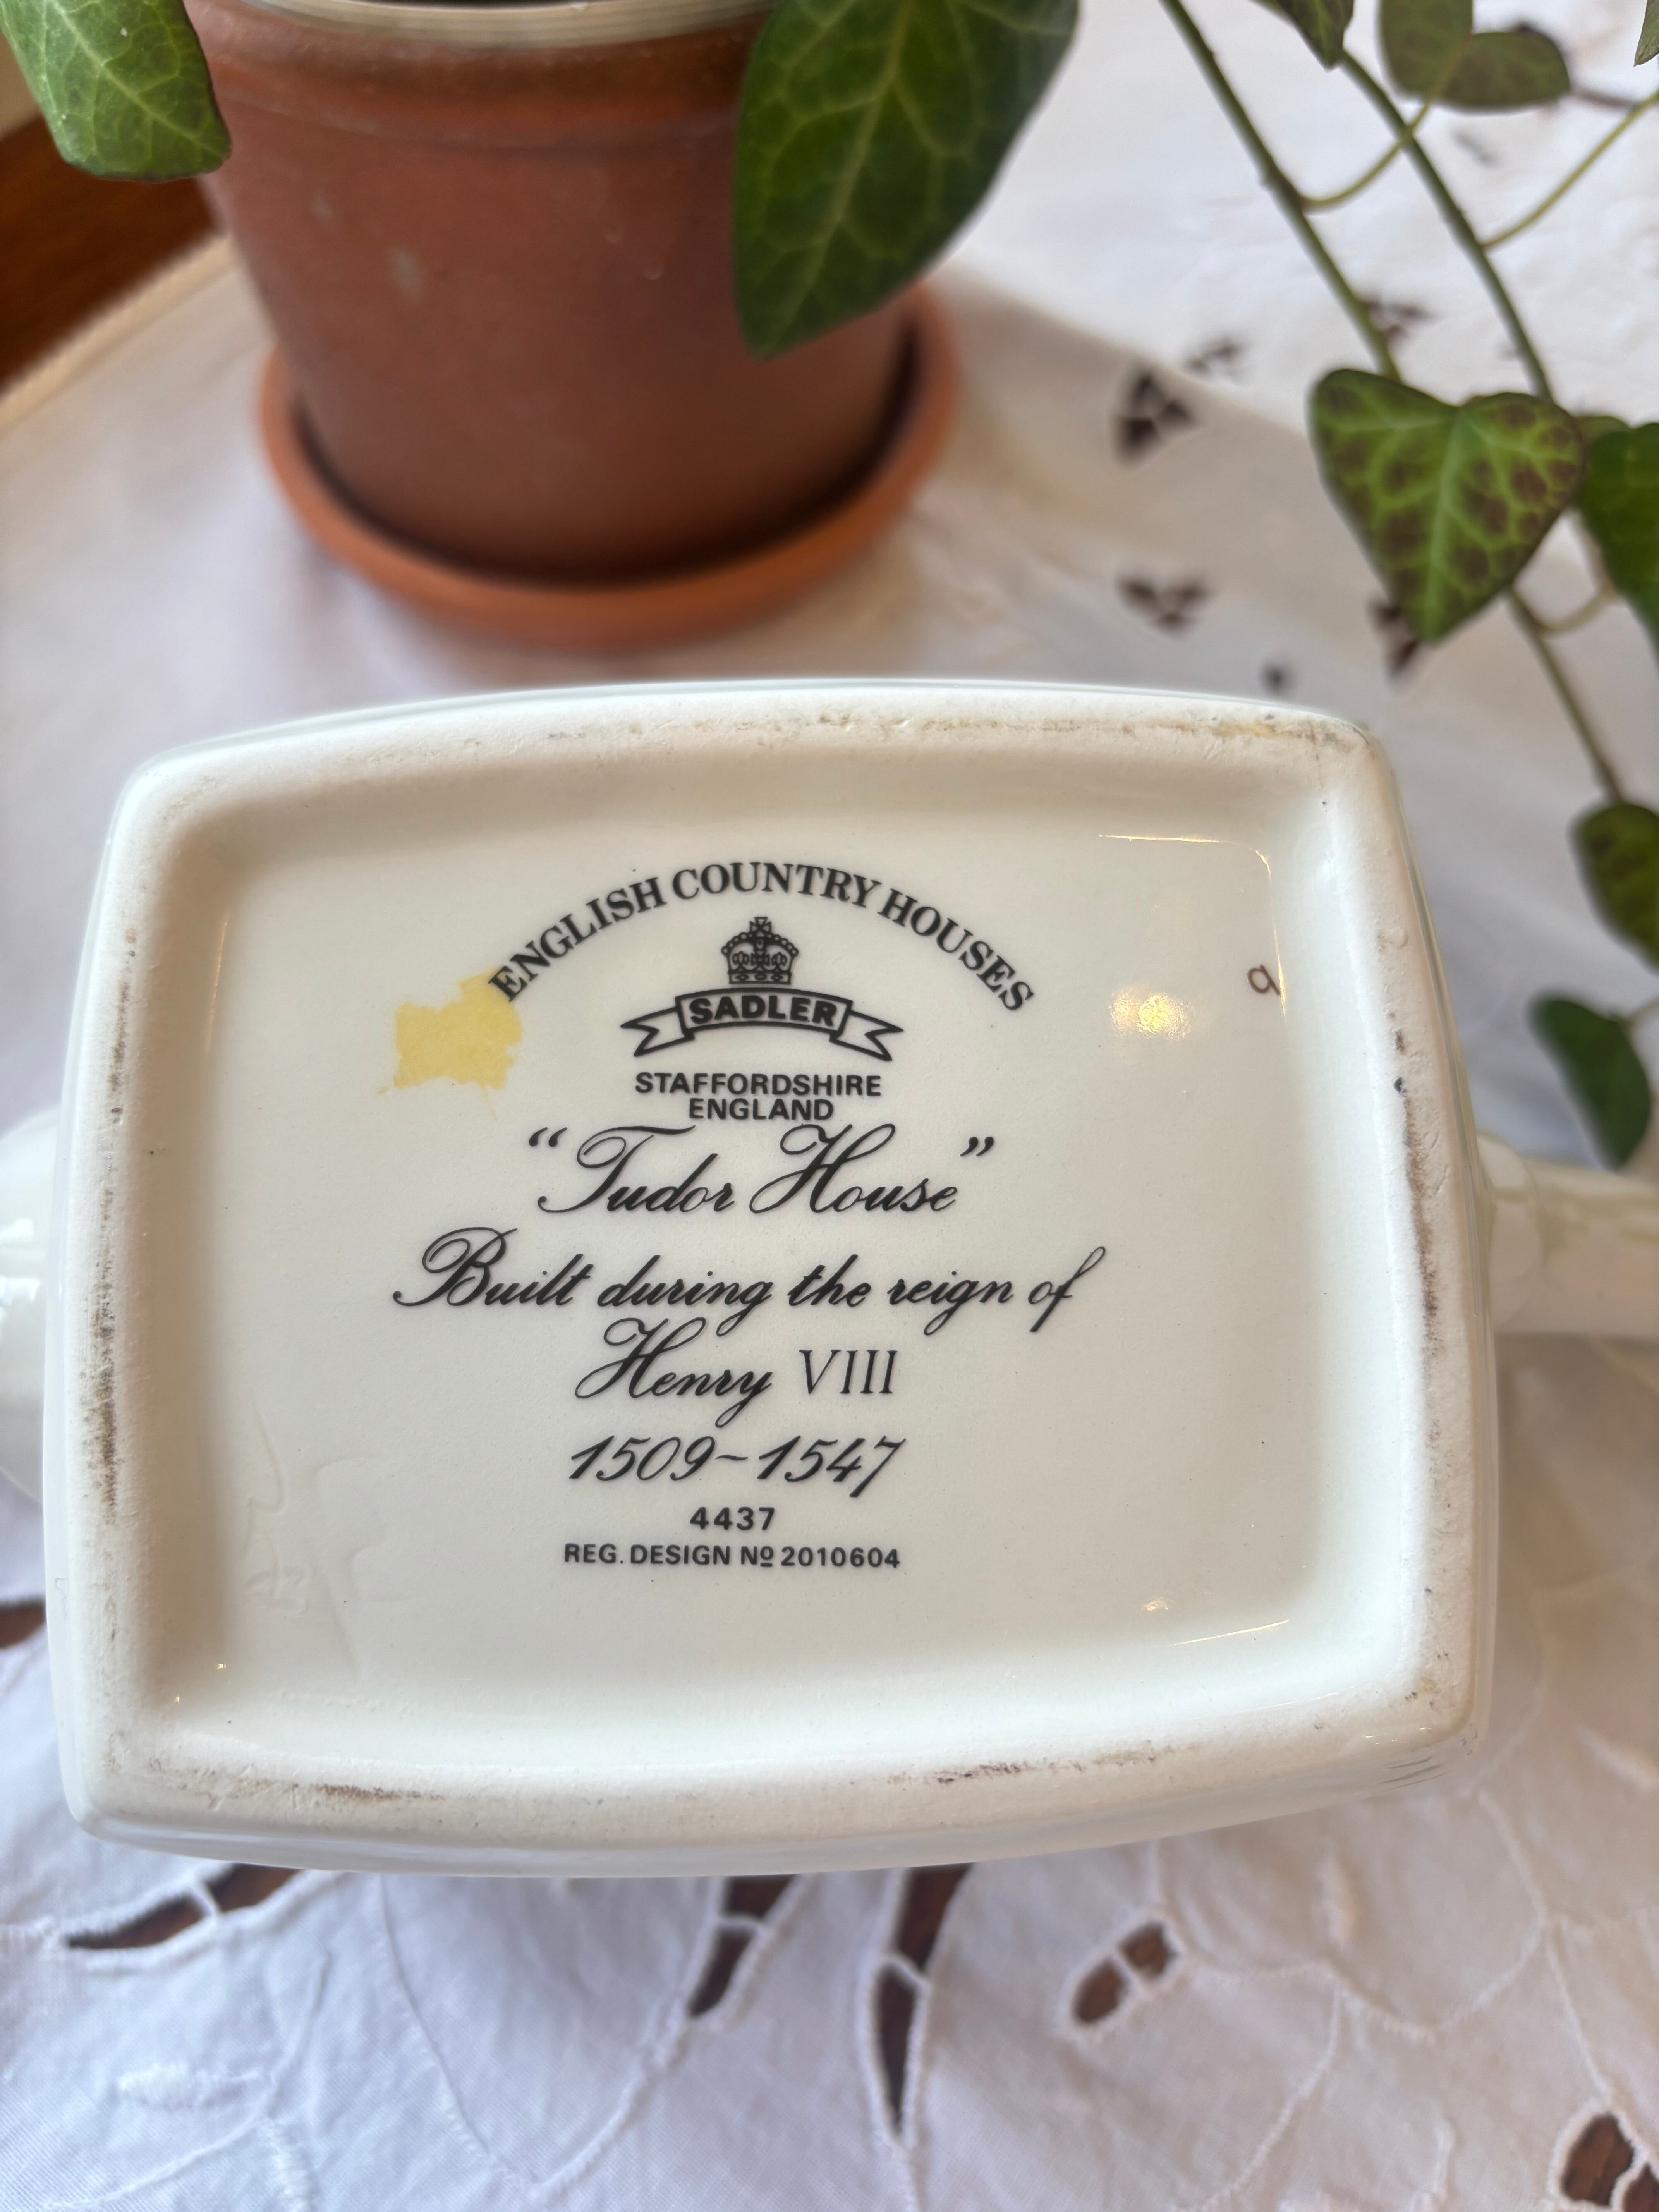 ENGLISH COUNTRY HOUSES
SADLER
STAFFORDSHIRE
ENGLAND
“Tudor House”
Built during the reign of
Henry VIII
1509~1547
4437
REG. DESIGN Nº 2010604